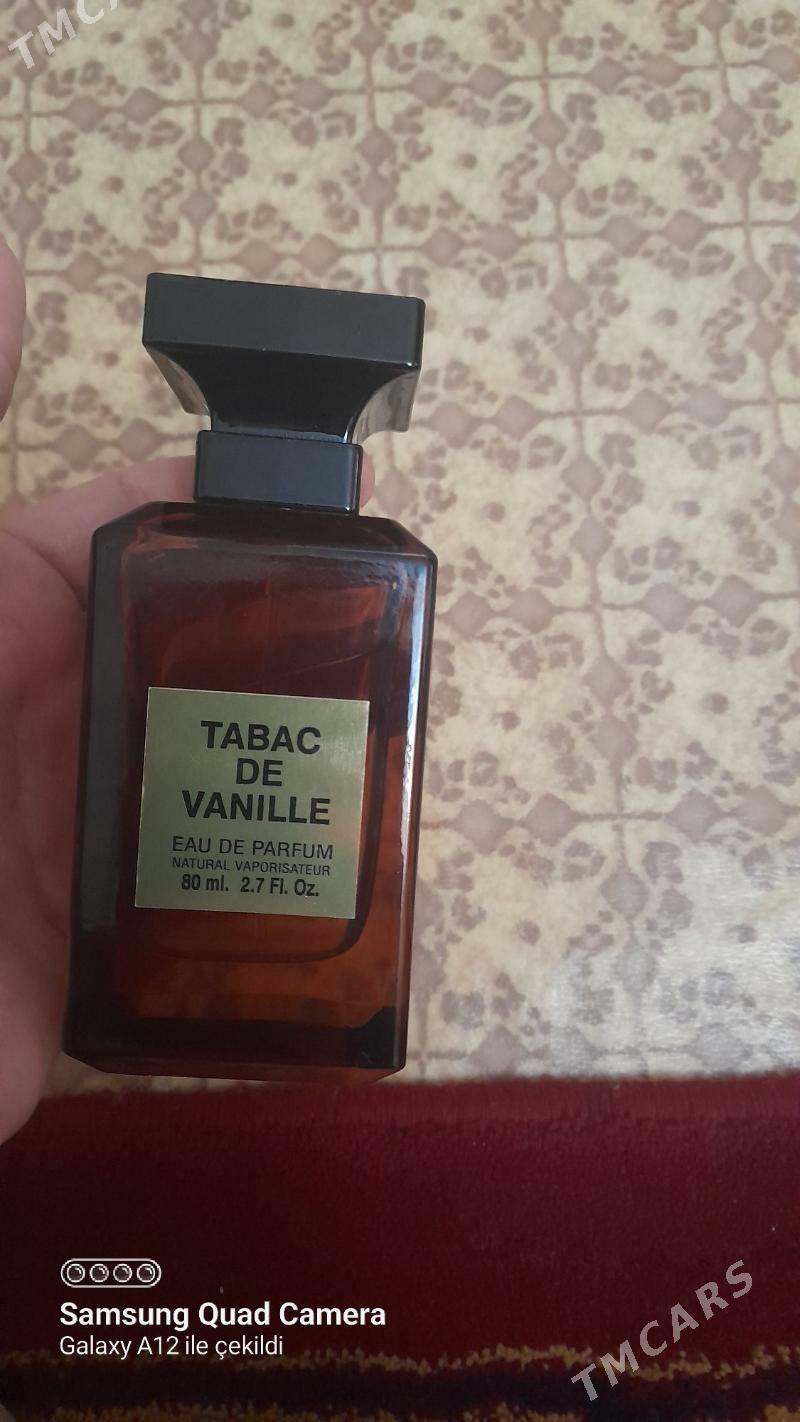 TMCA
TABAC
DE
VANILLE
EAU DE PARFUM
NATURAL VAPORISATEUR
80 ml. 2.7 Fl. Oz.
Samsung Quad Camera
Galaxy A12 ile çekildi
TMCARS